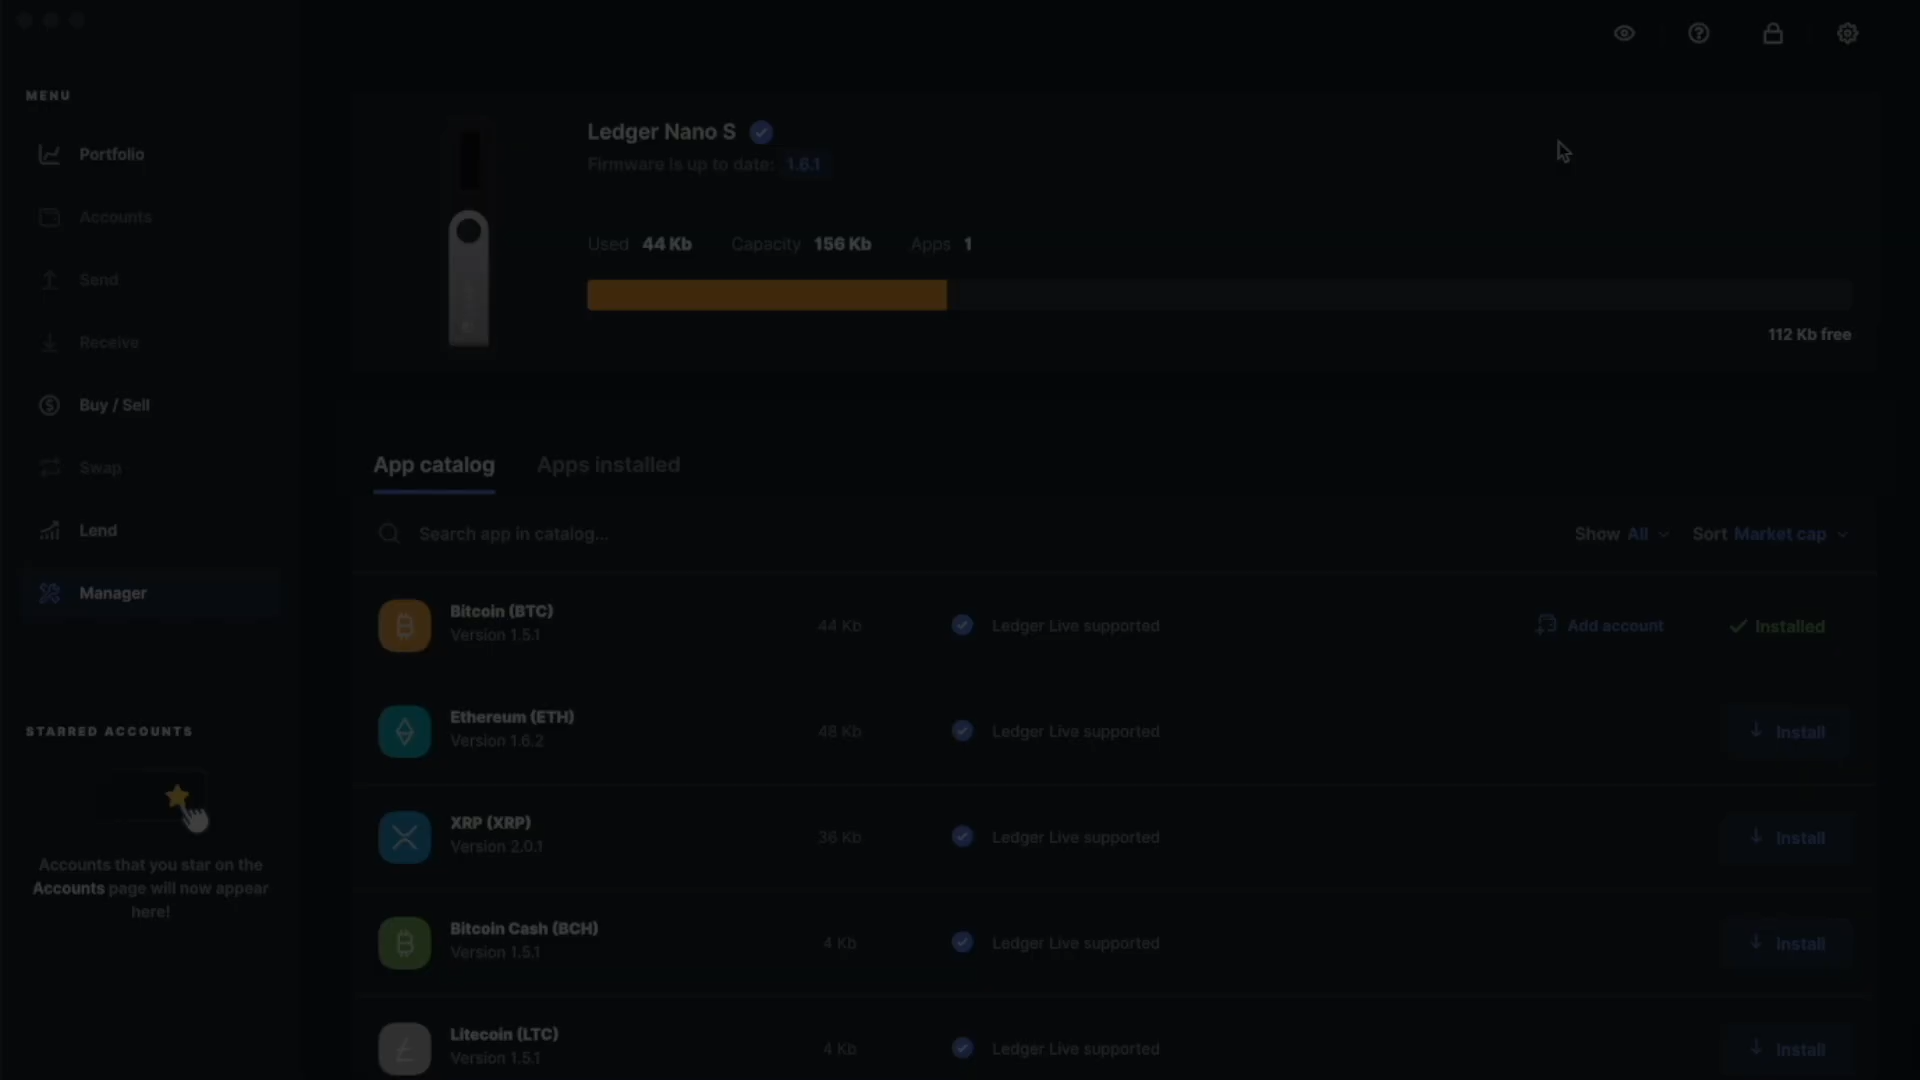 MENU
Portfolio
Accounts
Send
Receive
Buy / Sell
Swap
Lend
Manager
STARRED ACCOUNTS
Accounts that you star on the
Accounts page will now appear
here!
Ledger Nano S
Firmware is up to date: 1.6.1
Used 44 Kb Capacity 156 Kb Apps 1
112 Kb free
App catalog Apps installed
Search app in catalog...
Show All Sort Market cap
Bitcoin (BTC)
Version 1.5.1
44 Kb Ledger Live supported Add account Installed
Ethereum (ETH)
Version 1.6.2
48 Kb Ledger Live supported Install
XRP (XRP)
Version 2.0.1
36 Kb Ledger Live supported Install
Bitcoin Cash (BCH)
Version 1.5.1
4 Kb Ledger Live supported Install
Litecoin (LTC)
Version 1.5.1
4 Kb Ledger Live supported Install